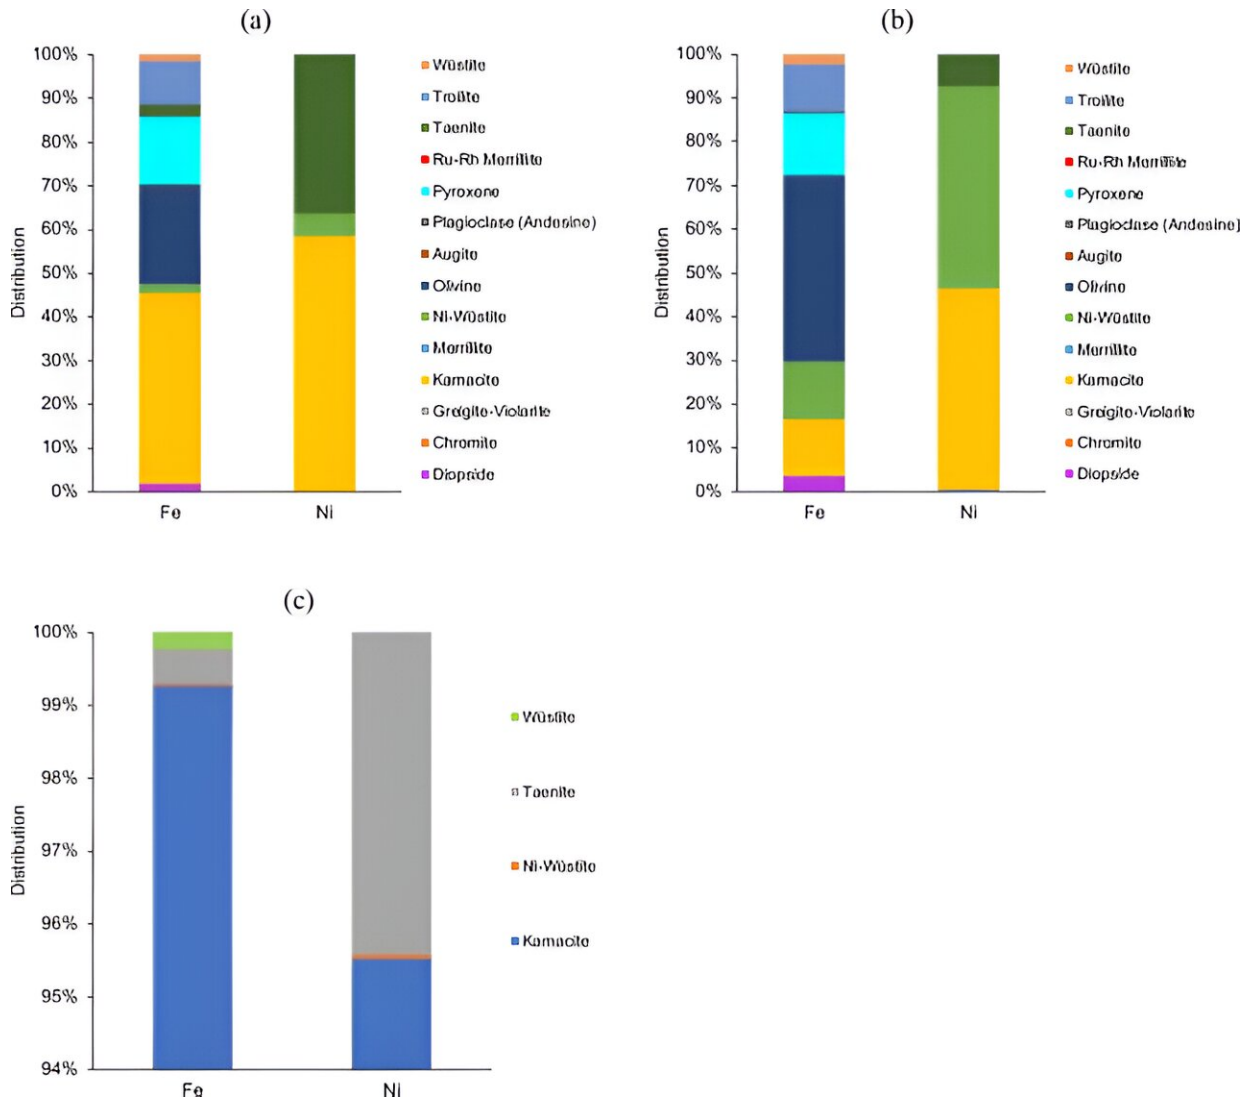 (a)
100%
90%
80%
70%
60%
50%
40%
30%
20%
10%
0%
Distribution
Fe
Ni
Wüstite
Troilite
Taenite
Ru-Rh Merrillite
Pyroxene
Plagioclase (Andesine)
Augite
Olivine
Ni-Wüstite
Merrillite
Kamacite
Greigite-Violarite
Chromite
Diopside
(b)
100%
90%
80%
70%
60%
50%
40%
30%
20%
10%
0%
Distribution
Fe
Ni
Wüstite
Troilite
Taenite
Ru-Rh Merrillite
Pyroxene
Plagioclase (Andesine)
Augite
Olivine
Ni-Wüstite
Merrillite
Kamacite
Greigite-Violarite
Chromite
Diopside
(c)
100%
99%
98%
97%
96%
95%
94%
Distribution
Fe
Ni
Wüstite
Taenite
Ni-Wüstite
Kamacite